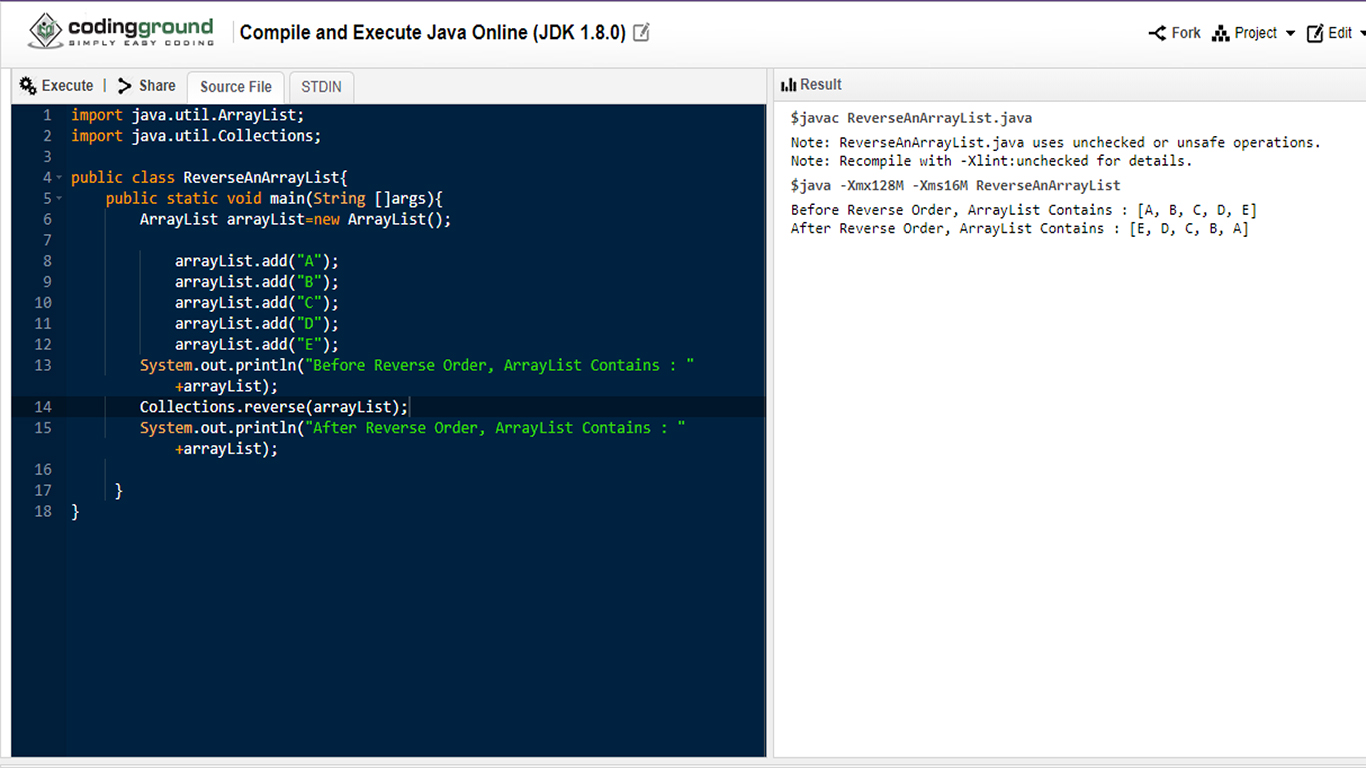 codingground
SIMPLY EASY CODING
Compile and Execute Java Online (JDK 1.8.0)
Fork Project Edit
Execute | Share Source File STDIN
1 import java.util.ArrayList;
2 import java.util.Collections;
3
4 public class ReverseAnArrayList{
5 public static void main(String []args){
6 ArrayList arrayList=new ArrayList();
7
8 arrayList.add("A");
9 arrayList.add("B");
10 arrayList.add("C");
11 arrayList.add("D");
12 arrayList.add("E");
13 System.out.println("Before Reverse Order, ArrayList Contains : "
+arrayList);
14 Collections.reverse(arrayList);
15 System.out.println("After Reverse Order, ArrayList Contains : "
+arrayList);
16
17 }
18 }
Result
$javac ReverseAnArrayList.java
Note: ReverseAnArrayList.java uses unchecked or unsafe operations.
Note: Recompile with -Xlint:unchecked for details.
$java -Xmx128M -Xms16M ReverseAnArrayList
Before Reverse Order, ArrayList Contains : [A, B, C, D, E]
After Reverse Order, ArrayList Contains : [E, D, C, B, A]